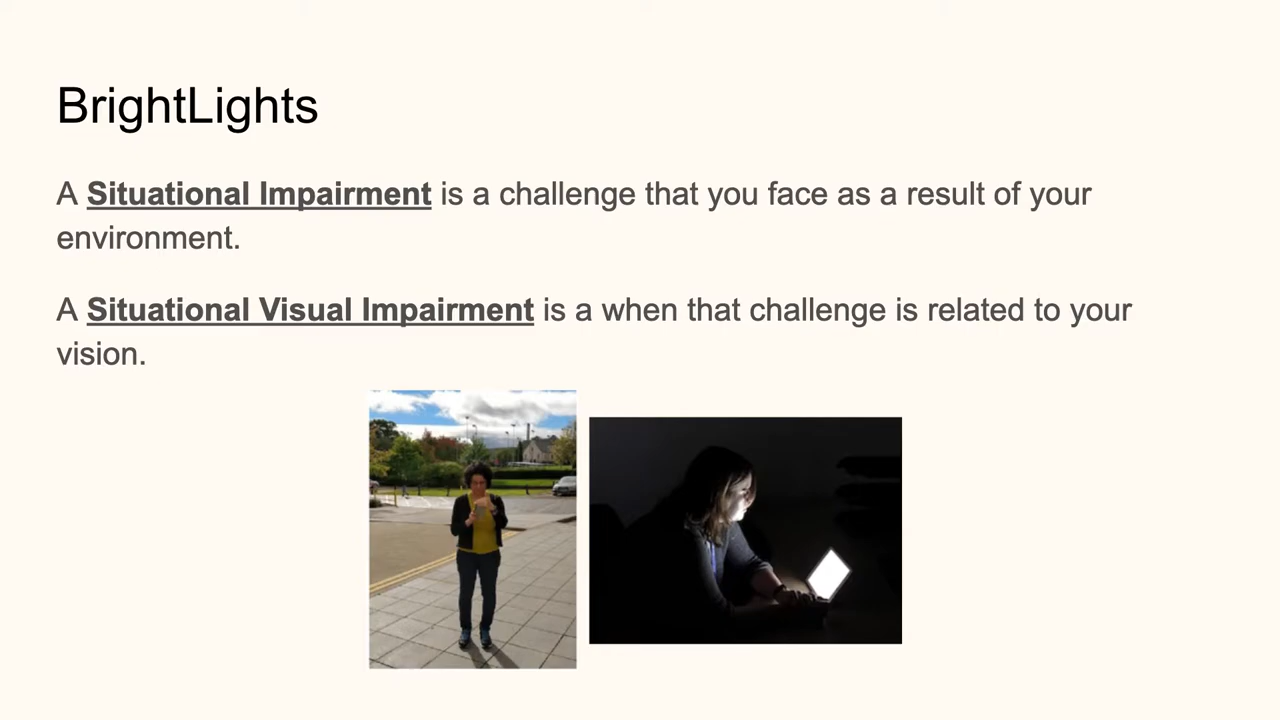 BrightLights
A Situational Impairment is a challenge that you face as a result of your
environment.
A Situational Visual Impairment is a when that challenge is related to your
vision.